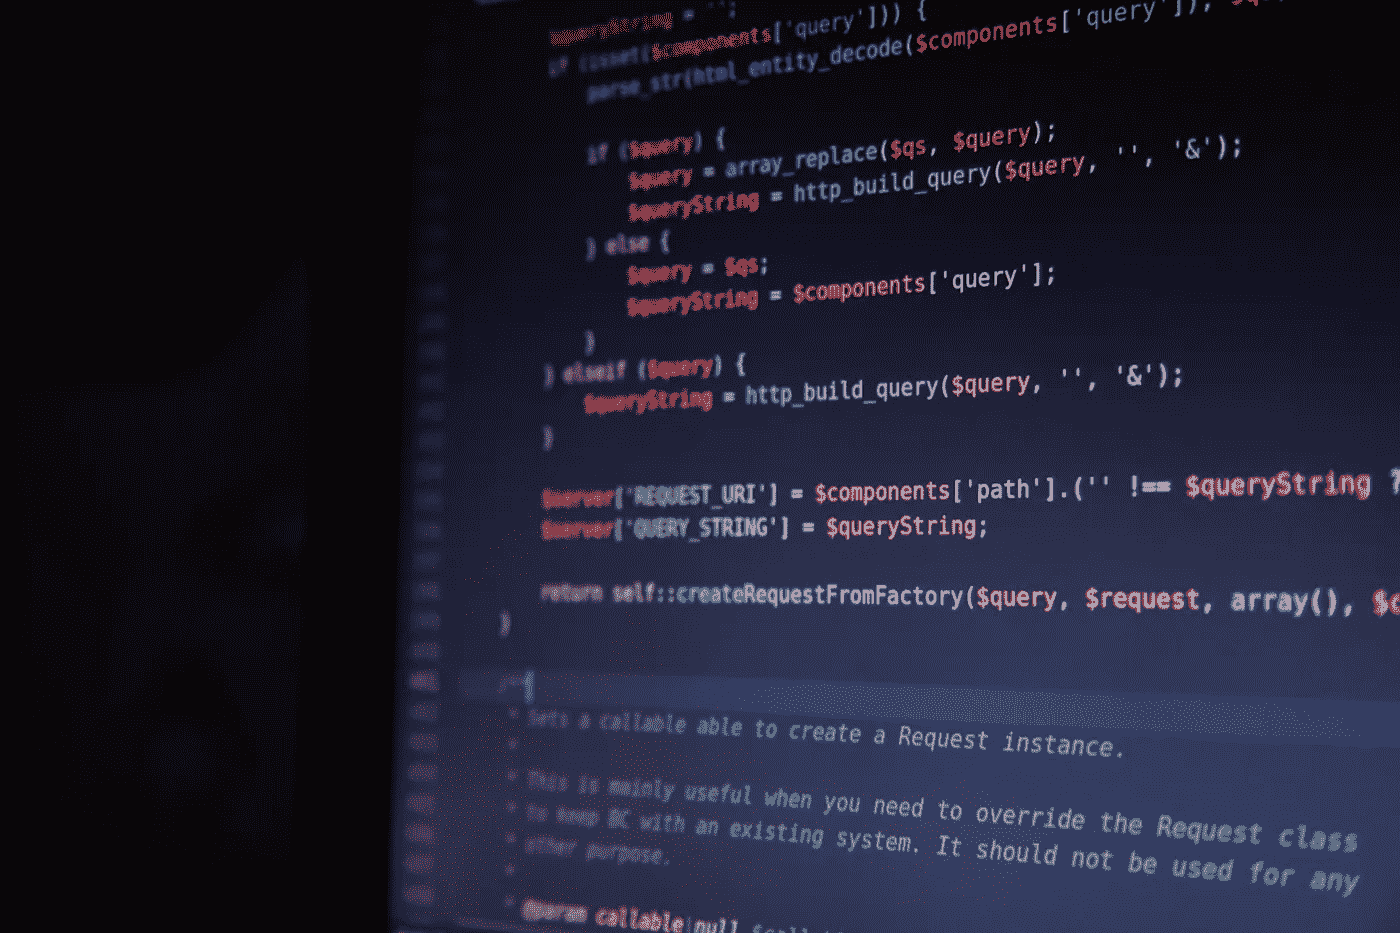 $queryString = '';
if (isset($components['query'])) {
parse_str(html_entity_decode($components['query']),
if ($query) {
$query = array_replace($qs, $query);
$queryString = http_build_query($query, '', '&');
} else {
$query = $qs;
$queryString = $components['query'];
}
} elseif ($query) {
$queryString = http_build_query($query, '', '&');
}
$server['REQUEST_URI'] = $components['path'].('' !== $queryString ?
$server['QUERY_STRING'] = $queryString;
return self::createRequestFromFactory($query, $request, array(), $c
}
/**
* Sets a callable able to create a Request instance.
*
* This is mainly useful when you need to override the Request class
* to keep BC with an existing system. It should not be used for any
* other purpose.
*
* @param callable|null